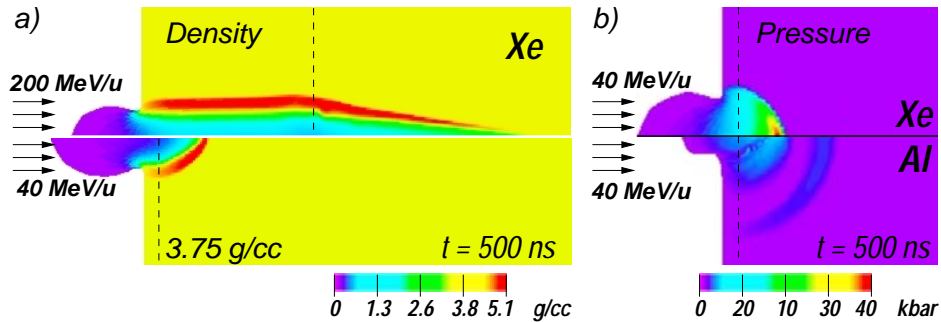 a)
Density
Xe
200 MeV/u
40 MeV/u
3.75 g/cc
t = 500 ns
0 1.3 2.6 3.8 5.1 g/cc
b)
Pressure
40 MeV/u
Xe
Al
40 MeV/u
t = 500 ns
0 20 10 30 40 kbar